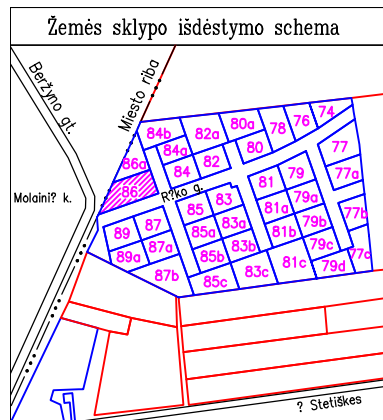 Žemės sklypo išdėstymo schema
Beržyno gt.
Miesto riba
Molaini? k.
R?ko g.
? Stetiškes
84b
82a
80a
78
76
74
84a
86a
84
82
80
77
86
77a
81
79
85
83
81a
79a
77b
89
87
85a
83a
81b
79b
89a
87a
85b
83b
79c
87b
85c
83c
81c
79d
77c